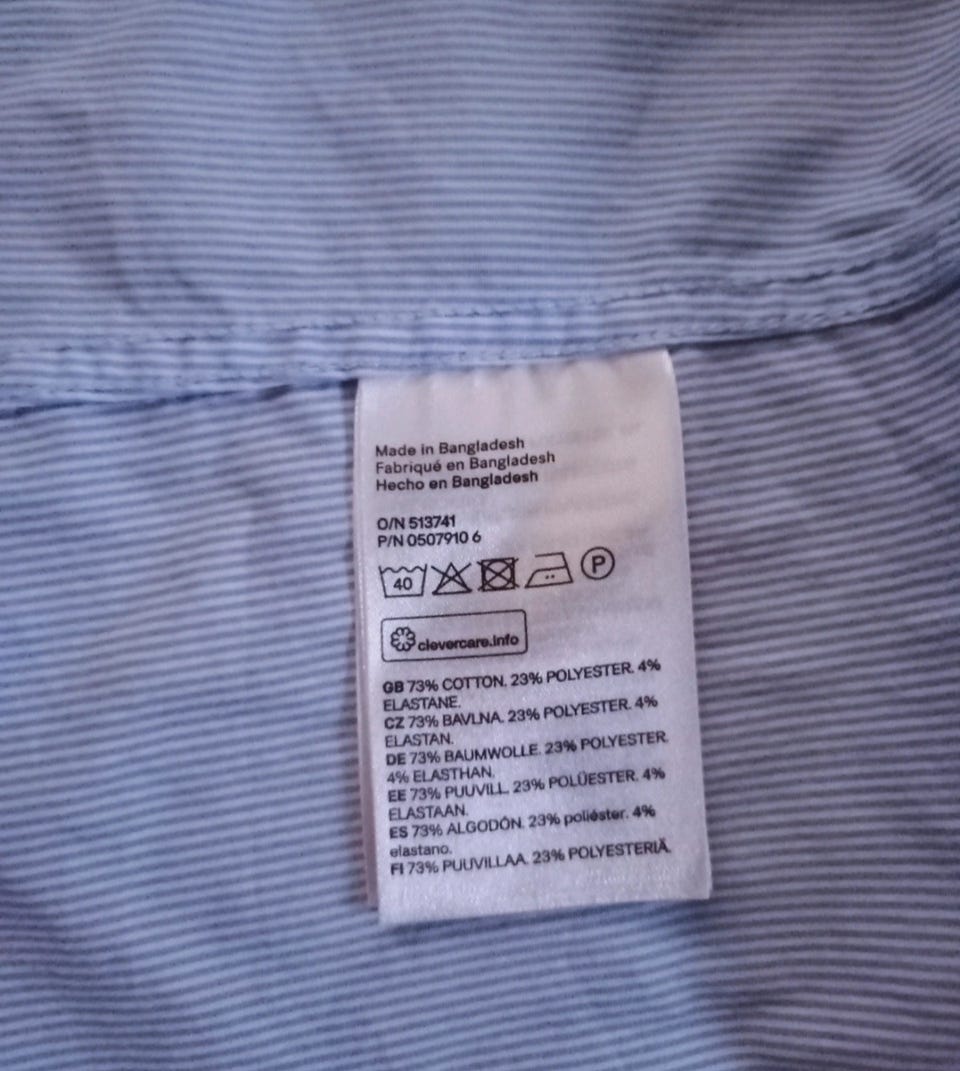 Made in Bangladesh
Fabriqué en Bangladesh
Hecho en Bangladesh
O/N 513741
P/N 0507910 6
40 P
clevercare.info
GB 73% COTTON. 23% POLYESTER. 4%
ELASTANE.
CZ 73% BAVLNA. 23% POLYESTER. 4%
ELASTAN.
DE 73% BAUMWOLLE. 23% POLYESTER.
4% ELASTHAN.
EE 73% PUUVILL. 23% POLÜESTER. 4%
ELASTAAN.
ES 73% ALGODÓN. 23% poliéster. 4%
elastano.
FI 73% PUUVILLAA. 23% POLYESTERIÄ.